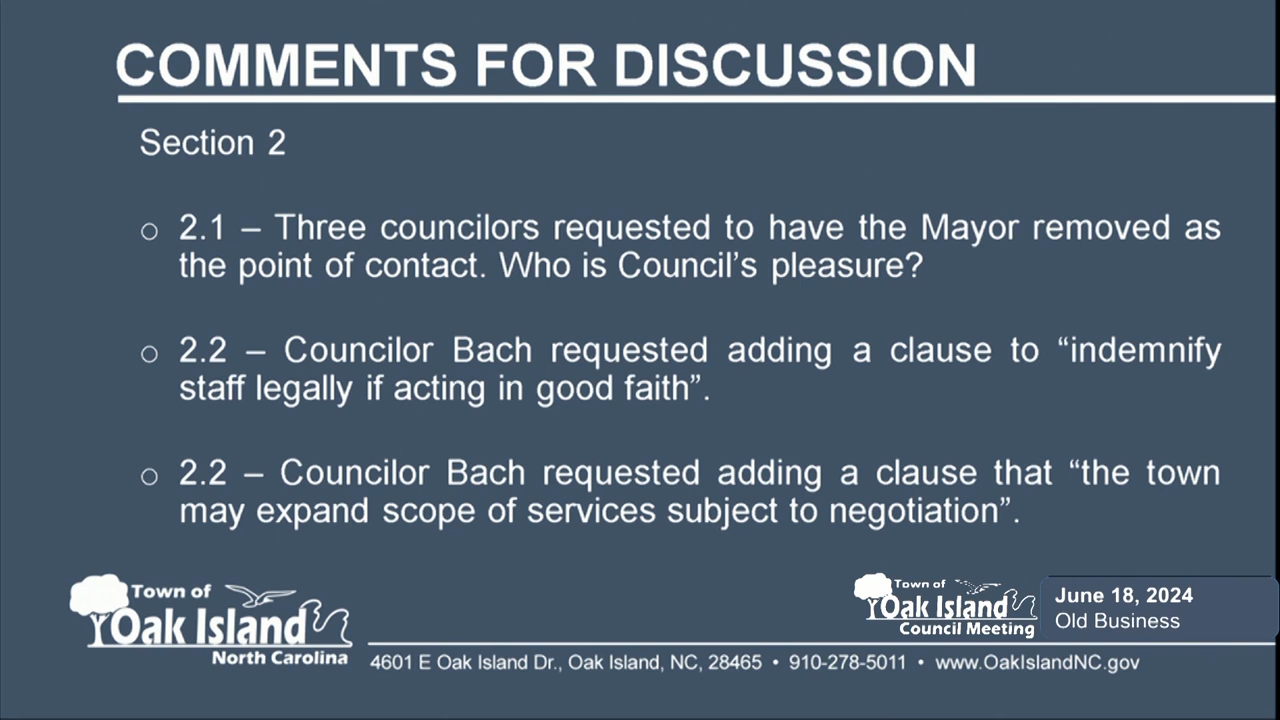 COMMENTS FOR DISCUSSION
Section 2
○ 2.1 – Three councilors requested to have the Mayor removed as
the point of contact. Who is Council's pleasure?
○ 2.2 – Councilor Bach requested adding a clause to “indemnify
staff legally if acting in good faith”.
○ 2.2 – Councilor Bach requested adding a clause that “the town
may expand scope of services subject to negotiation”.
Town of
Oak Island
North Carolina
Town of
Oak Island
Council Meeting
June 18, 2024
Old Business
4601 E Oak Island Dr., Oak Island, NC, 28465 • 910-278-5011 • www.OakIslandNC.gov